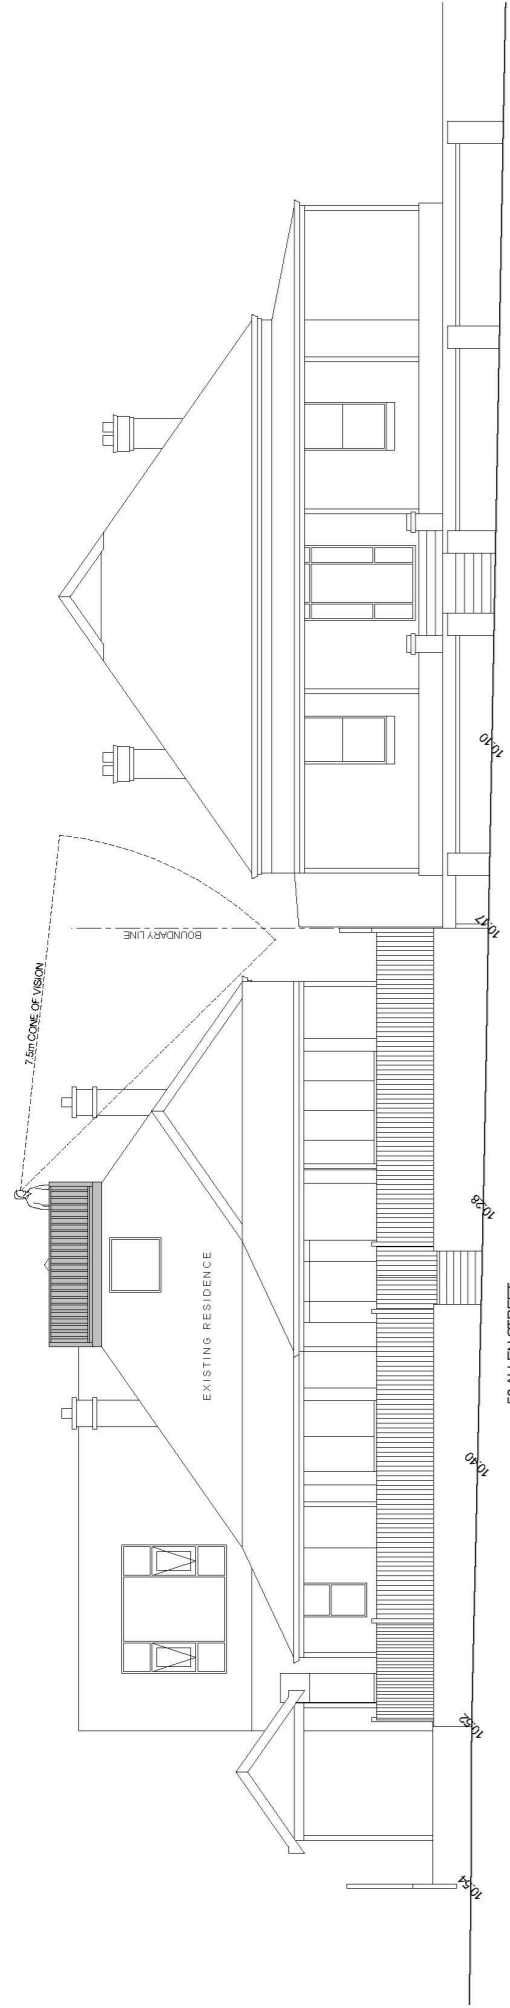 7.5m CONE OF VISION
BOUNDARY LINE
EXISTING RESIDENCE
10.54
10.52
10.40
10.28
10.17
10.10